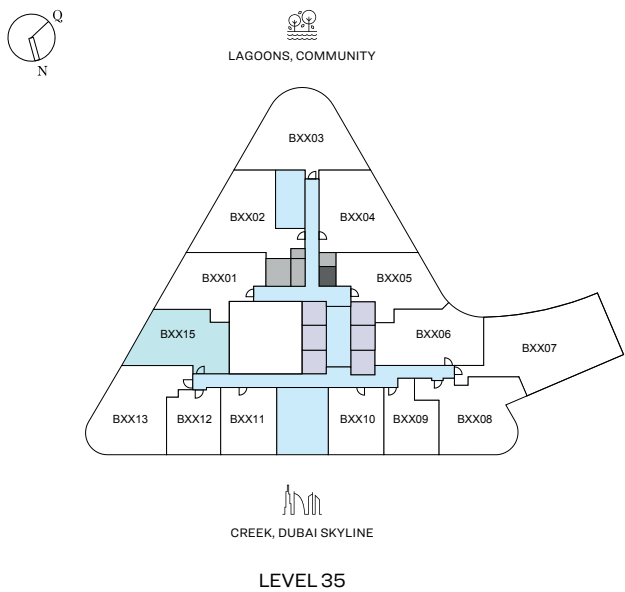 Q
N
LAGOONS, COMMUNITY
BXX03
BXX02
BXX04
BXX01
BXX05
BXX15
BXX06
BXX07
BXX13
BXX12
BXX11
BXX10
BXX09
BXX08
CREEK, DUBAI SKYLINE
LEVEL 35